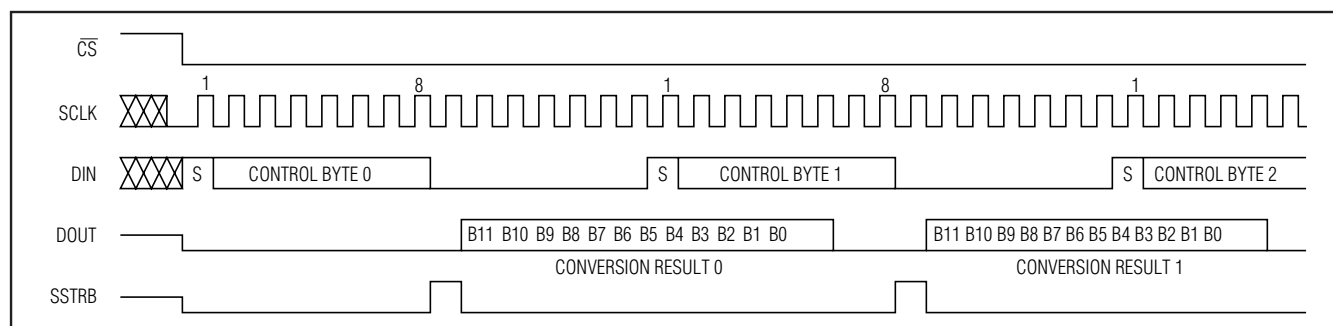 CS
1 8 1 8 1
SCLK
DIN S CONTROL BYTE 0 S CONTROL BYTE 1 S CONTROL BYTE 2
DOUT B11 B10 B9 B8 B7 B6 B5 B4 B3 B2 B1 B0 B11 B10 B9 B8 B7 B6 B5 B4 B3 B2 B1 B0
CONVERSION RESULT 0 CONVERSION RESULT 1
SSTRB